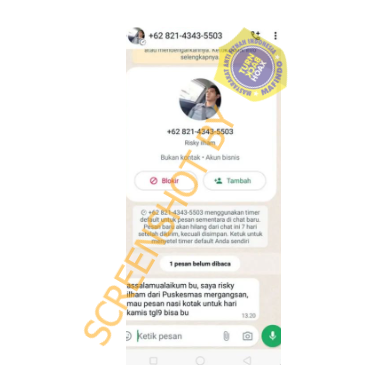 +62 821-4343-5503
atau mendengarkannya. Ketuk
selengkapnya.
MASYARAKAT ANTI FITNAH INDONESIA
MAFINDO
TURN
BACK
HOAX
+62 821-4343-5503
Risky ilham
Bukan kontak • Akun bisnis
Blokir
Tambah
+62 821-4343-5503 menggunakan timer
default untuk pesan sementara di chat baru.
Pesan baru akan hilang dari chat ini 7 hari
setelah dikirim, kecuali disimpan. Ketuk untuk
menyetel timer default Anda sendiri
1 pesan belum dibaca
assalamualaikum bu, saya risky
ilham dari Puskesmas mergangsan,
mau pesan nasi kotak untuk hari
kamis tgl9 bisa bu
13.20
Ketik pesan
SCREENSHOT BY